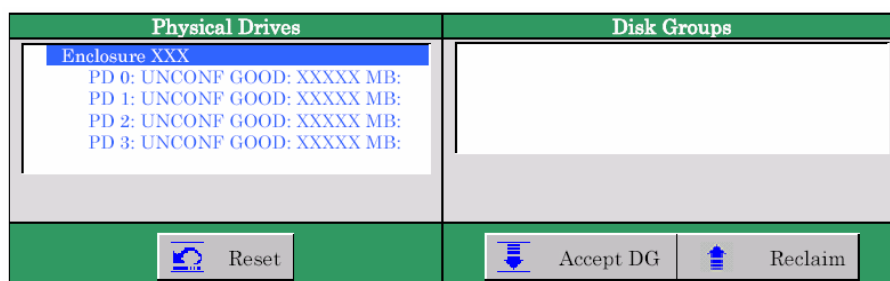 Physical Drives
Disk Groups
Enclosure XXX
PD 0: UNCONF GOOD: XXXXX MB:
PD 1: UNCONF GOOD: XXXXX MB:
PD 2: UNCONF GOOD: XXXXX MB:
PD 3: UNCONF GOOD: XXXXX MB:
Reset
Accept DG
Reclaim